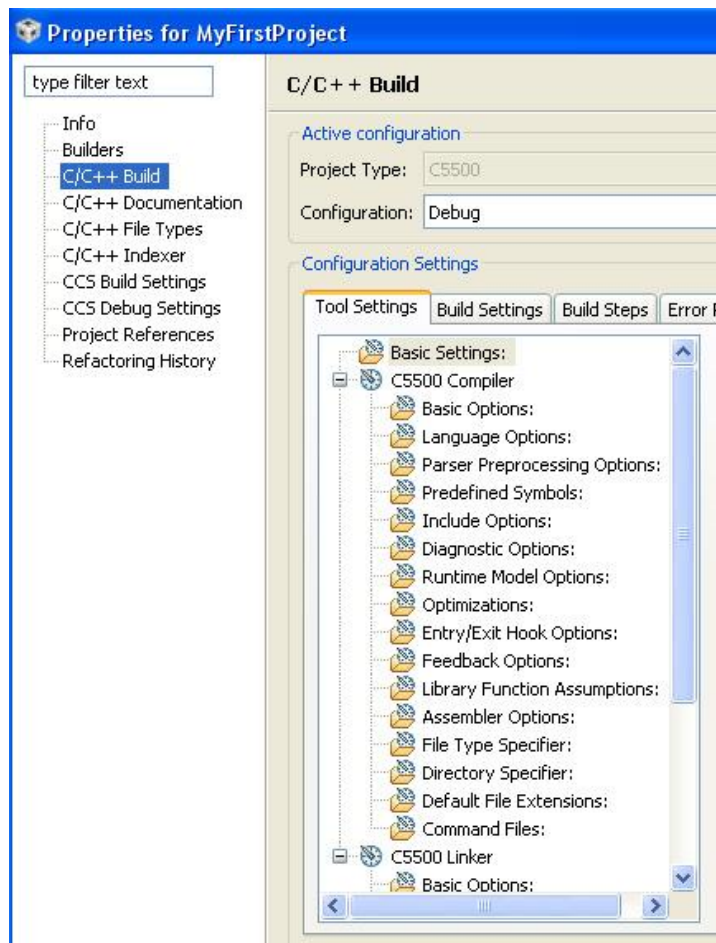 Properties for MyFirstProject
type filter text
Info
Builders
C/C++ Build
C/C++ Documentation
C/C++ File Types
C/C++ Indexer
CCS Build Settings
CCS Debug Settings
Project References
Refactoring History
C/C++ Build
Active configuration
Project Type: C5500
Configuration: Debug
Configuration Settings
Tool Settings Build Settings Build Steps Error
Basic Settings:
C5500 Compiler
Basic Options:
Language Options:
Parser Preprocessing Options:
Predefined Symbols:
Include Options:
Diagnostic Options:
Runtime Model Options:
Optimizations:
Entry/Exit Hook Options:
Feedback Options:
Library Function Assumptions:
Assembler Options:
File Type Specifier:
Directory Specifier:
Default File Extensions:
Command Files:
C5500 Linker
Basic Options: